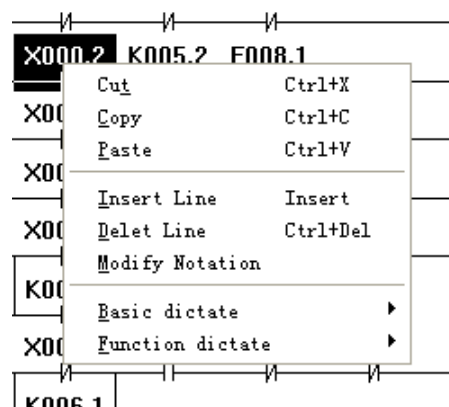 X000.2 K005.2 F008.1
Cut Ctrl+X
Copy Ctrl+C
Paste Ctrl+V
Insert Line Insert
Delet Line Ctrl+Del
Modify Notation
Basic dictate
Function dictate
K006.1